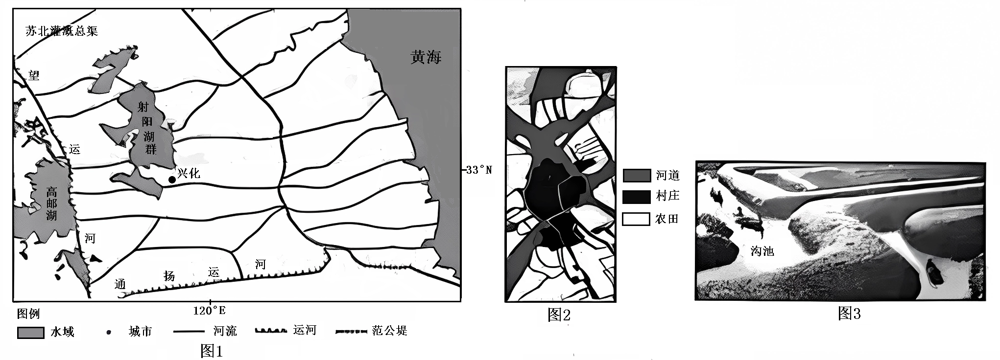 苏北灌溉总渠
黄海
望
运
河
射
阳
湖
群
兴化
33°N
高
邮
湖
通 扬 运 河
120°E
图例
水域 城市 河流 运河 范公堤
图1
河道
村庄
农田
图2
沟池
图3